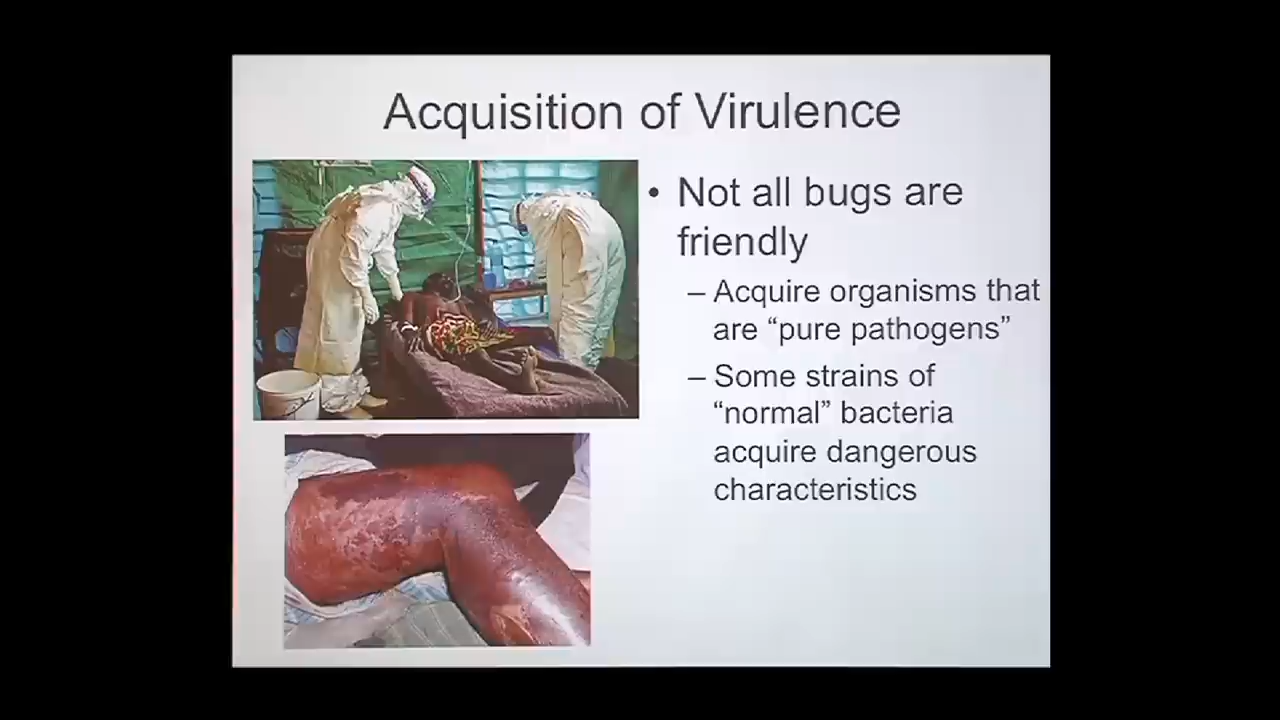 Acquisition of Virulence
• Not all bugs are
friendly
– Acquire organisms that
are “pure pathogens”
– Some strains of
“normal” bacteria
acquire dangerous
characteristics